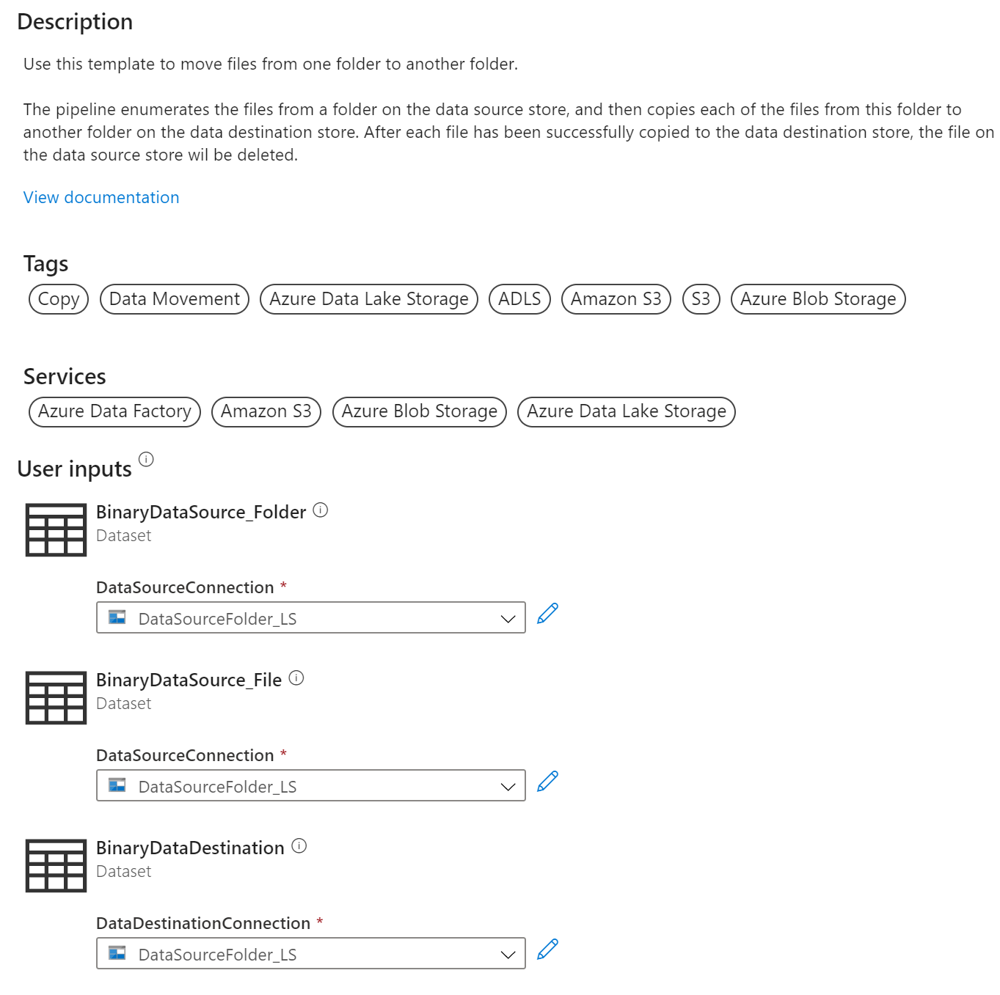 Description
Use this template to move files from one folder to another folder.
The pipeline enumerates the files from a folder on the data source store, and then copies each of the files from this folder to
another folder on the data destination store. After each file has been successfully copied to the data destination store, the file on
the data source store wil be deleted.
View documentation
Tags
Copy Data Movement Azure Data Lake Storage ADLS Amazon S3 S3 Azure Blob Storage
Services
Azure Data Factory Amazon S3 Azure Blob Storage Azure Data Lake Storage
User inputs
BinaryDataSource_Folder
Dataset
DataSourceConnection *
DataSourceFolder_LS
BinaryDataSource_File
Dataset
DataSourceConnection *
DataSourceFolder_LS
BinaryDataDestination
Dataset
DataDestinationConnection *
DataSourceFolder_LS